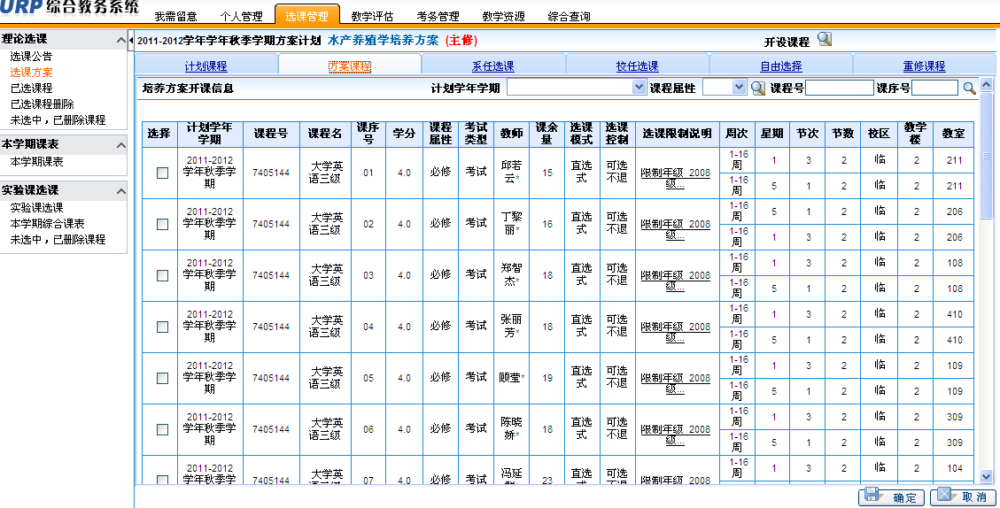 URP 综合教务系统
我需留意 个人管理 选课管理 教学评估 考务管理 教学资源 综合查询
理论选课
选课公告
选课方案
已选课程
已选课程删除
未选中，已删除课程
本学期课表
本学期课表
实验课选课
实验课选课
本学期综合课表
未选中，已删除课程
2011-2012学年学年秋季学期方案计划 水产养殖学培养方案 (主修) 开设课程
计划课程 方案课程 系任选课 校任选课 自由选择 重修课程
培养方案开课信息 计划学年学期 课程属性 课程号 课序号
选择 计划学年学期 课程号 课程名 课序号 学分 课程属性 考试类型 教师 课余量 选课模式 选课控制 选课限制说明 周次 星期 节次 节数 校区 教学楼 教室
2011-2012学年秋季学期 7405144 大学英语三级 01 4.0 必修 考试 邱若云* 15 直选式 可选不退 限制年级 2008级... 1-16周 1 3 2 临 2 211
1-16周 5 1 2 临 2 211
2011-2012学年秋季学期 7405144 大学英语三级 02 4.0 必修 考试 丁黎丽* 16 直选式 可选不退 限制年级 2008级... 1-16周 5 1 2 临 2 206
1-16周 1 3 2 临 2 206
2011-2012学年秋季学期 7405144 大学英语三级 03 4.0 必修 考试 郑智杰* 18 直选式 可选不退 限制年级 2008级... 1-16周 1 3 2 临 2 108
1-16周 5 1 2 临 2 108
2011-2012学年秋季学期 7405144 大学英语三级 04 4.0 必修 考试 张丽芳* 18 直选式 可选不退 限制年级 2008级... 1-16周 1 3 2 临 2 410
1-16周 5 1 2 临 2 410
2011-2012学年秋季学期 7405144 大学英语三级 05 4.0 必修 考试 顾莹* 19 直选式 可选不退 限制年级 2008级... 1-16周 1 3 2 临 2 109
1-16周 5 1 2 临 2 109
2011-2012学年秋季学期 7405144 大学英语三级 06 4.0 必修 考试 陈晓娇* 18 直选式 可选不退 限制年级 2008级... 1-16周 1 3 2 临 2 309
1-16周 5 1 2 临 2 309
2011-2012学年秋季学期 7405144 大学英语三级 07 4.0 必修 考试 冯延 23 直选式 可选不退 限制年级 2008 1-16周 1 3 2 临 2 104
确定 取消